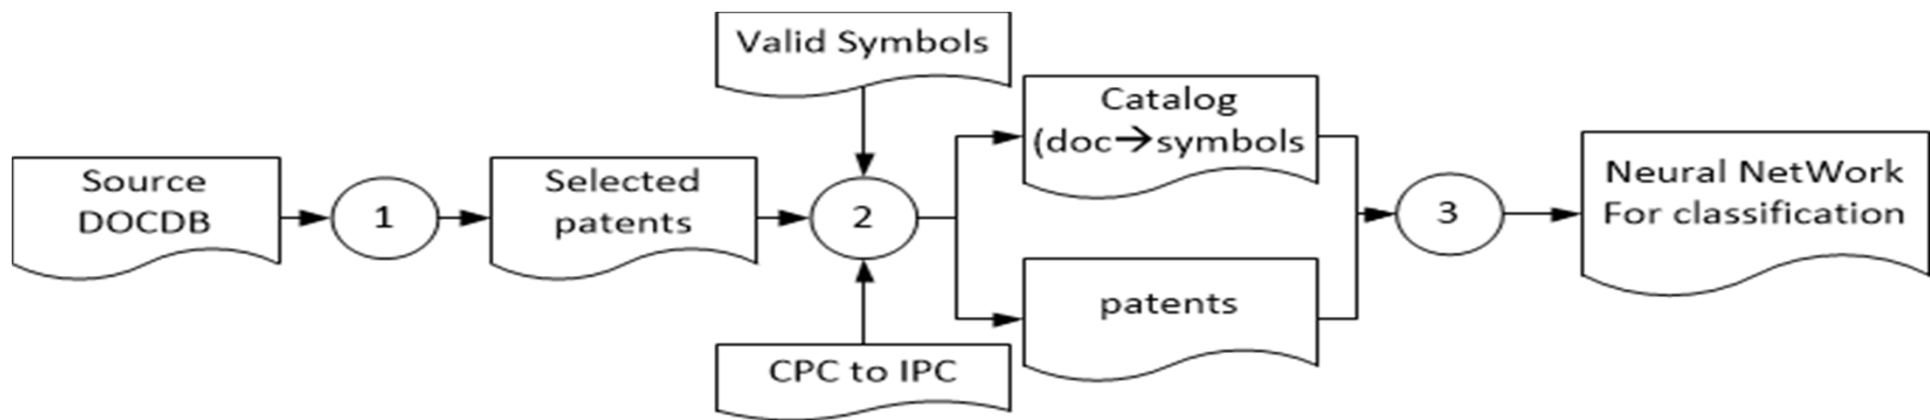 Valid Symbols
Catalog
(doc→symbols
Source
DOCDB
1
Selected
patents
2
3
Neural NetWork
For classification
patents
CPC to IPC